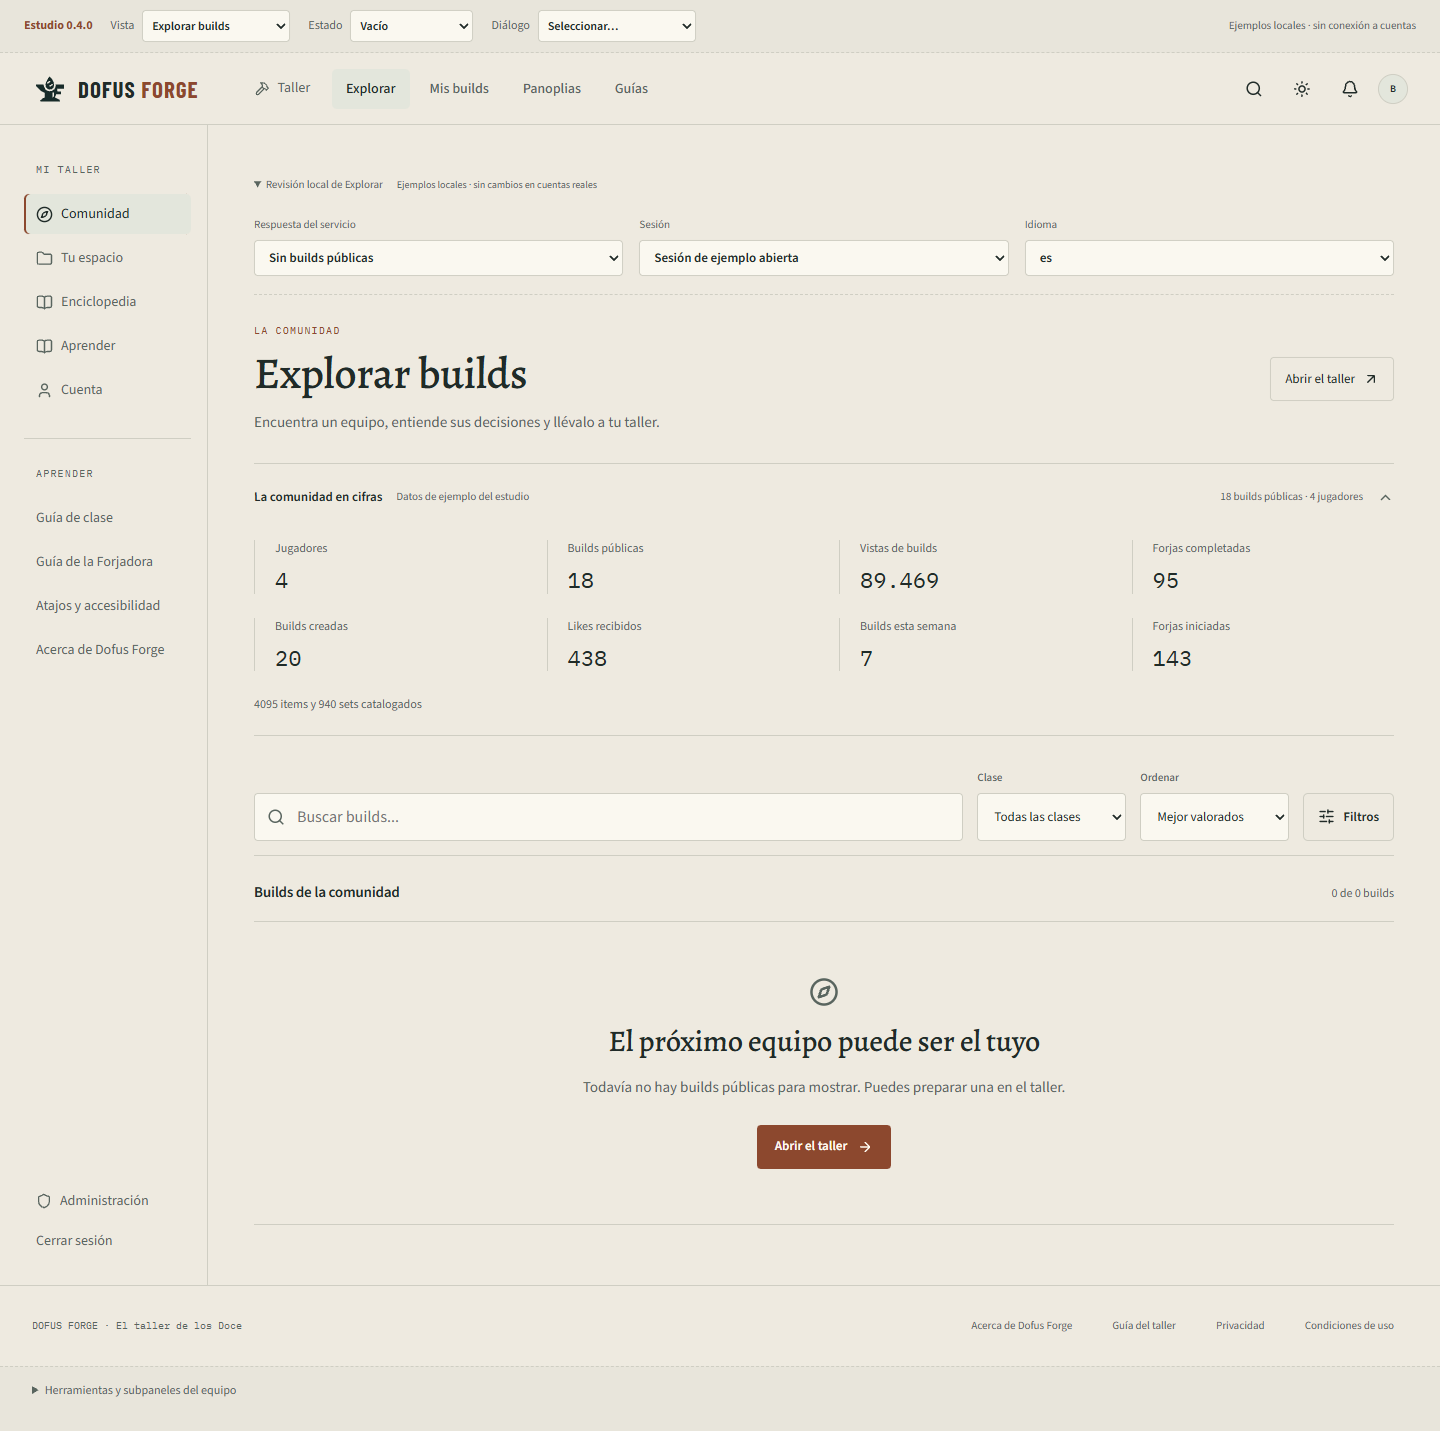 Estudio 0.4.0 Vista Explorar builds Estado Vacío Diálogo Seleccionar... Ejemplos locales · sin conexión a cuentas
DOFUS FORGE Taller Explorar Mis builds Panoplias Guías B
MI TALLER
Comunidad
Tu espacio
Enciclopedia
Aprender
Cuenta
APRENDER
Guía de clase
Guía de la Forjadora
Atajos y accesibilidad
Acerca de Dofus Forge
Administración
Cerrar sesión
▼ Revisión local de Explorar Ejemplos locales · sin cambios en cuentas reales
Respuesta del servicio Sesión Idioma
Sin builds públicas Sesión de ejemplo abierta es
LA COMUNIDAD
Explorar builds
Abrir el taller
Encuentra un equipo, entiende sus decisiones y llévalo a tu taller.
La comunidad en cifras Datos de ejemplo del estudio 18 builds públicas · 4 jugadores
Jugadores Builds públicas Vistas de builds Forjas completadas
4 18 89.469 95
Builds creadas Likes recibidos Builds esta semana Forjas iniciadas
20 438 7 143
4095 items y 940 sets catalogados
Clase Ordenar
Buscar builds... Todas las clases Mejor valorados Filtros
Builds de la comunidad 0 de 0 builds
El próximo equipo puede ser el tuyo
Todavía no hay builds públicas para mostrar. Puedes preparar una en el taller.
Abrir el taller
DOFUS FORGE · El taller de los Doce Acerca de Dofus Forge Guía del taller Privacidad Condiciones de uso
▶ Herramientas y subpaneles del equipo